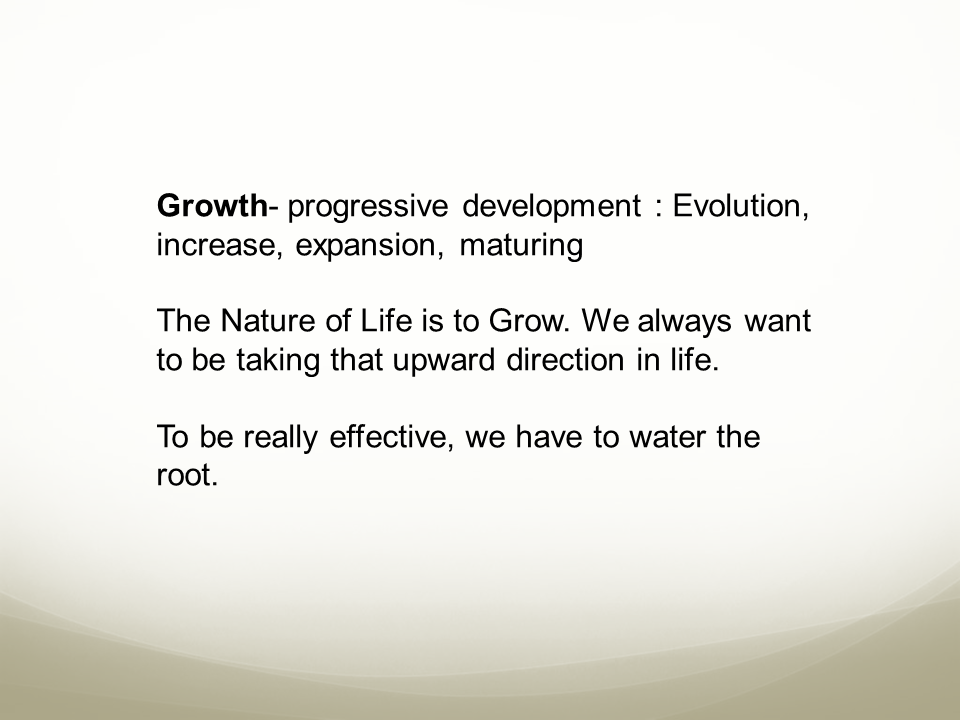 Growth- progressive development : Evolution,
increase, expansion, maturing
The Nature of Life is to Grow. We always want
to be taking that upward direction in life.
To be really effective, we have to water the
root.